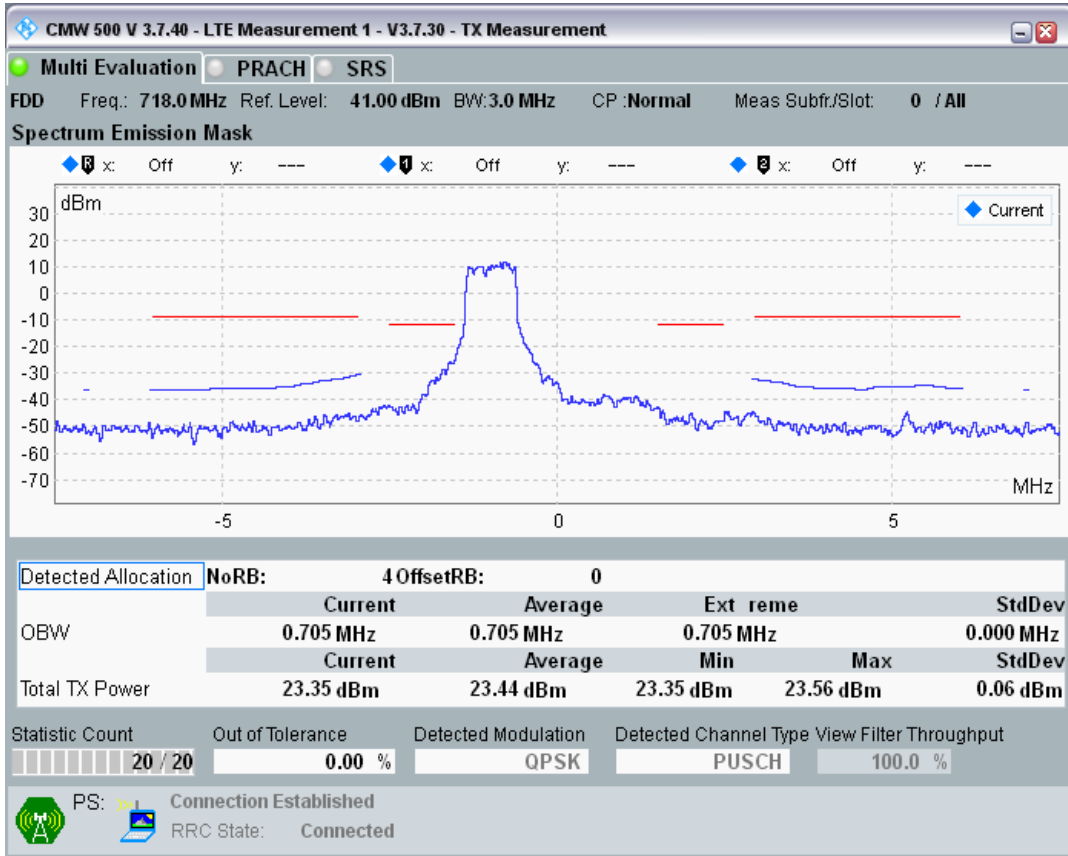 CMW 500 V 3.7.40 - LTE Measurement 1 - V3.7.30 - TX Measurement
Multi Evaluation PRACH SRS
FDD Freq.: 718.0 MHz Ref. Level: 41.00 dBm BW: 3.0 MHz CP :Normal Meas Subfr./Slot: 0 / All
Spectrum Emission Mask
R x: Off y: --- 1 x: Off y: --- 2 x: Off y: ---
dBm
Current
30
20
10
0
-10
-20
-30
-40
-50
-60
-70
MHz
-5 0 5
Detected Allocation NoRB: 4 OffsetRB: 0
Current Average Ext reme StdDev
OBW 0.705 MHz 0.705 MHz 0.705 MHz 0.000 MHz
Current Average Min Max StdDev
Total TX Power 23.35 dBm 23.44 dBm 23.35 dBm 23.56 dBm 0.06 dBm
Statistic Count Out of Tolerance Detected Modulation Detected Channel Type View Filter Throughput
20 / 20 0.00 % QPSK PUSCH 100.0 %
PS: Connection Established
RRC State: Connected